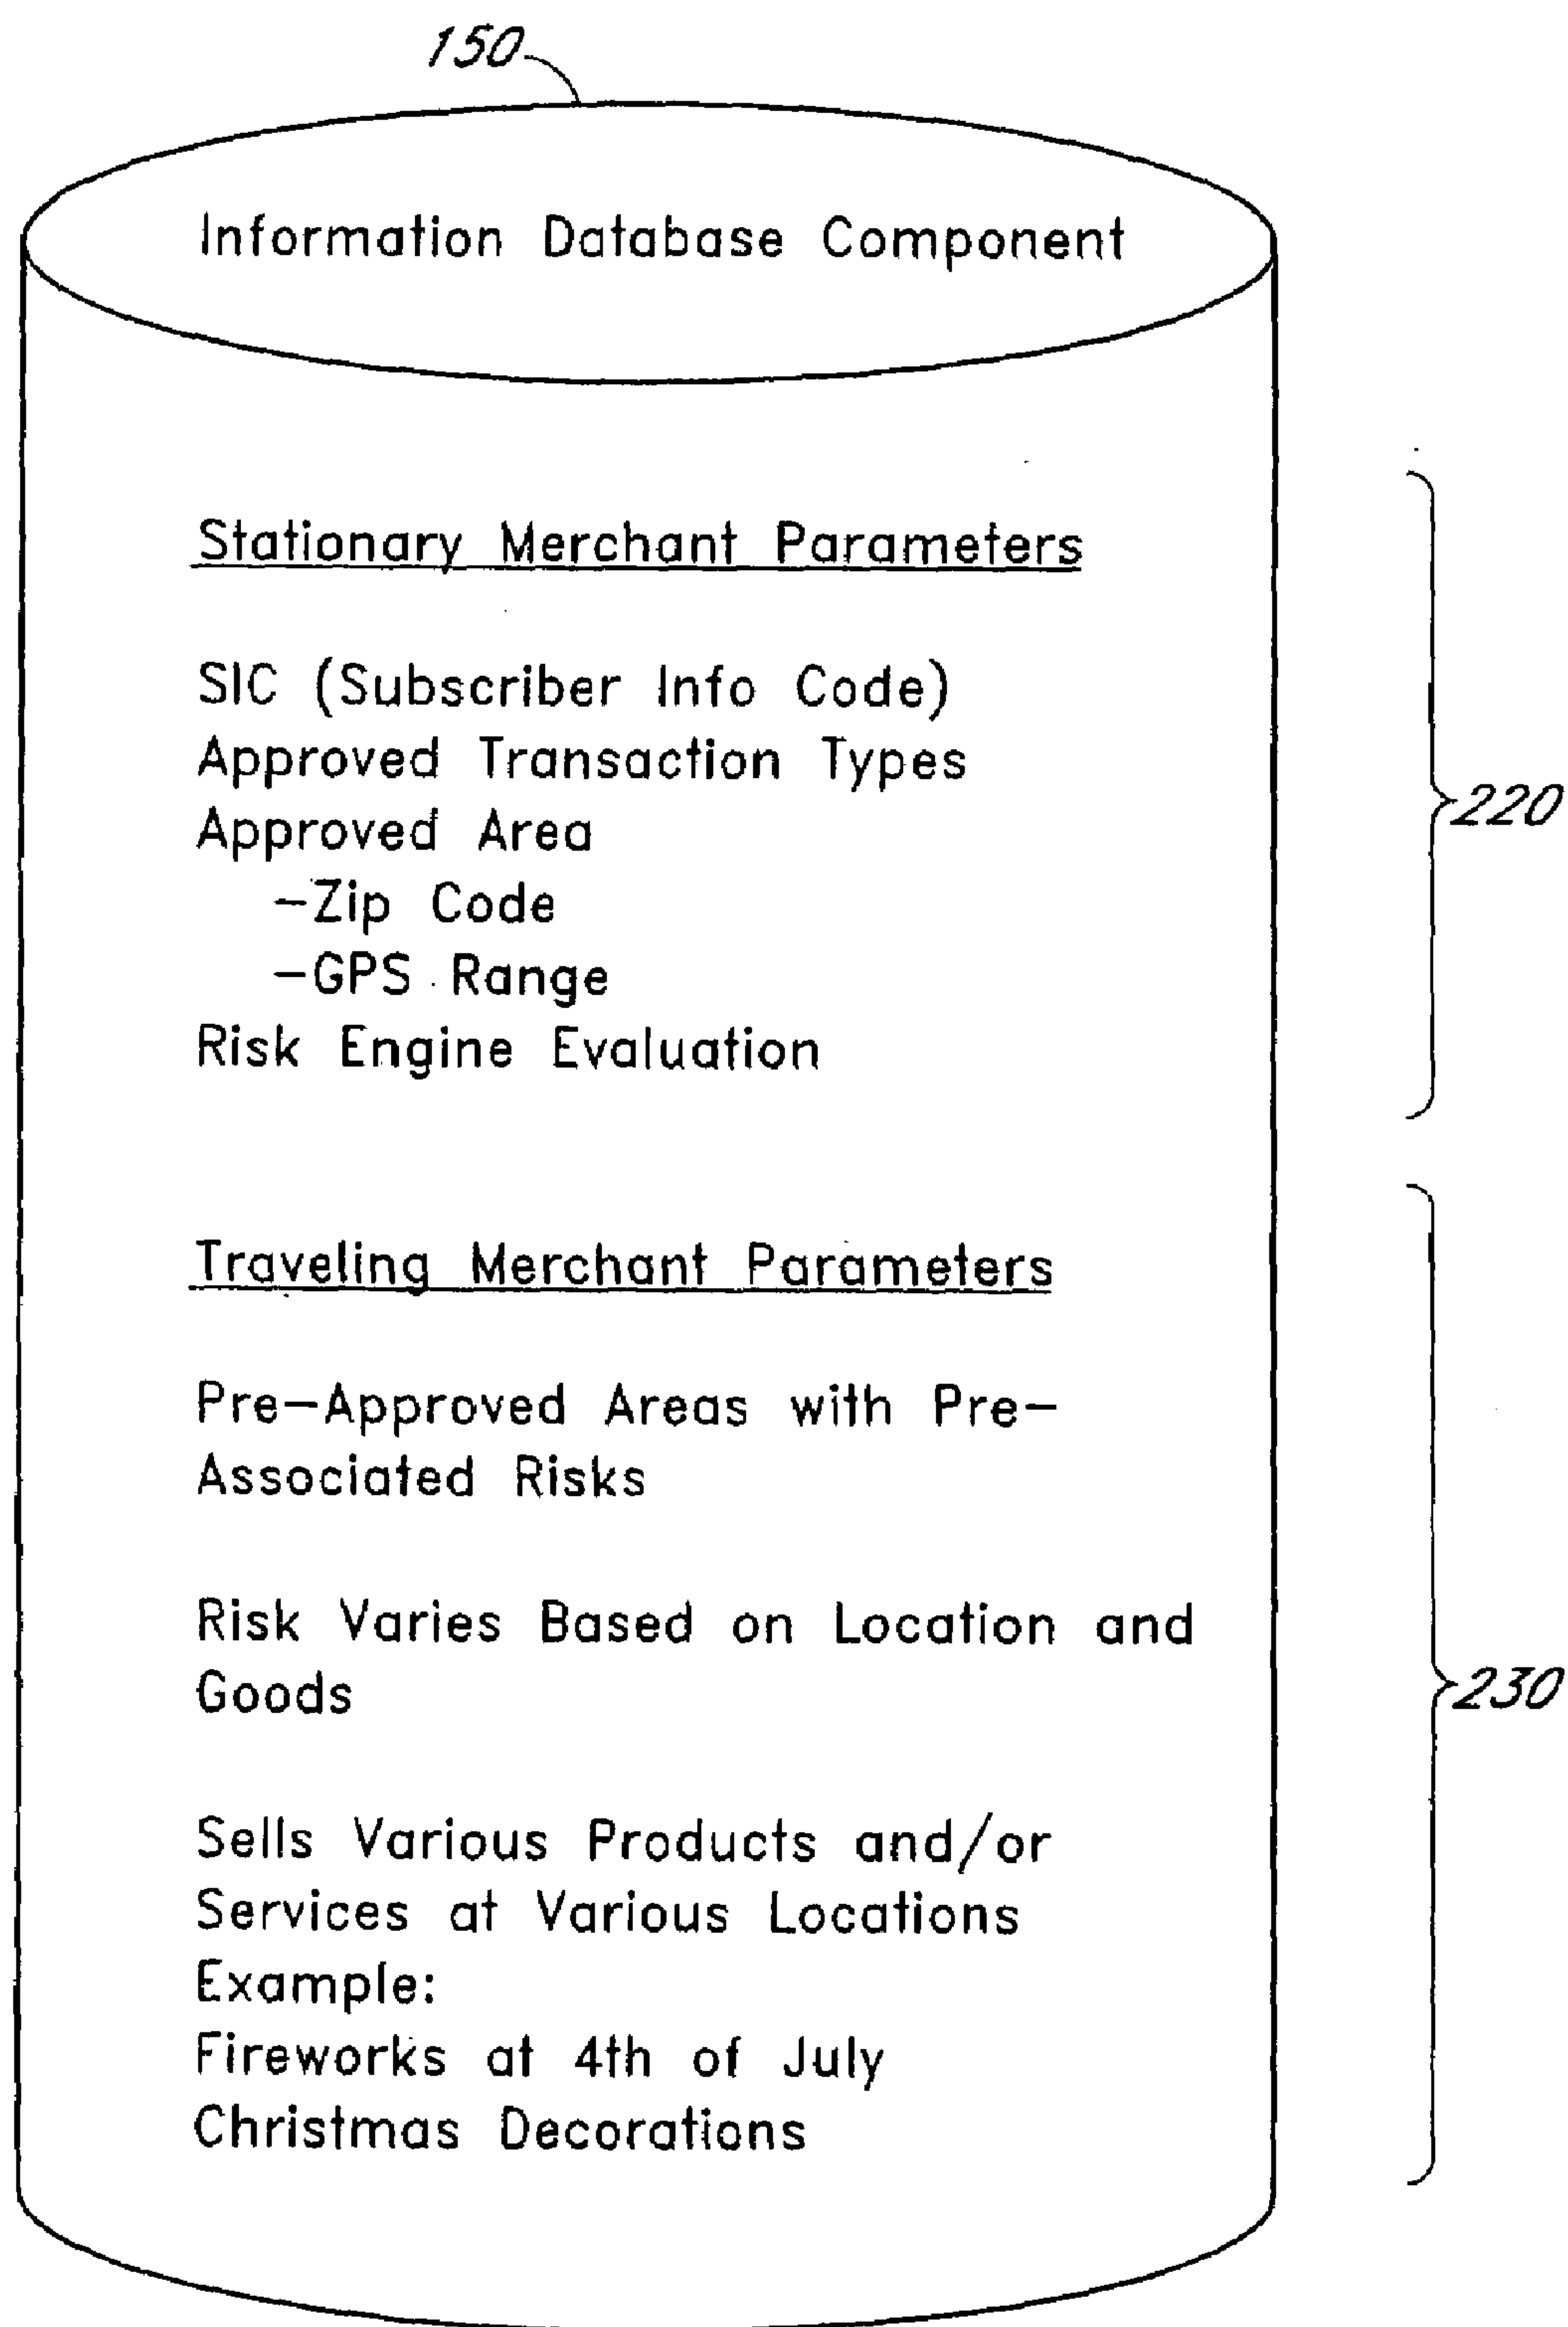 150
Information Database Component
Stationary Merchant Parameters
SIC (Subscriber Info Code)
Approved Transaction Types
Approved Area
-Zip Code
-GPS Range
Risk Engine Evaluation
220
Traveling Merchant Parameters
Pre-Approved Areas with Pre-
Associated Risks
Risk Varies Based on Location and
Goods
230
Sells Various Products and/or
Services at Various Locations
Example:
Fireworks at 4th of July
Christmas Decorations